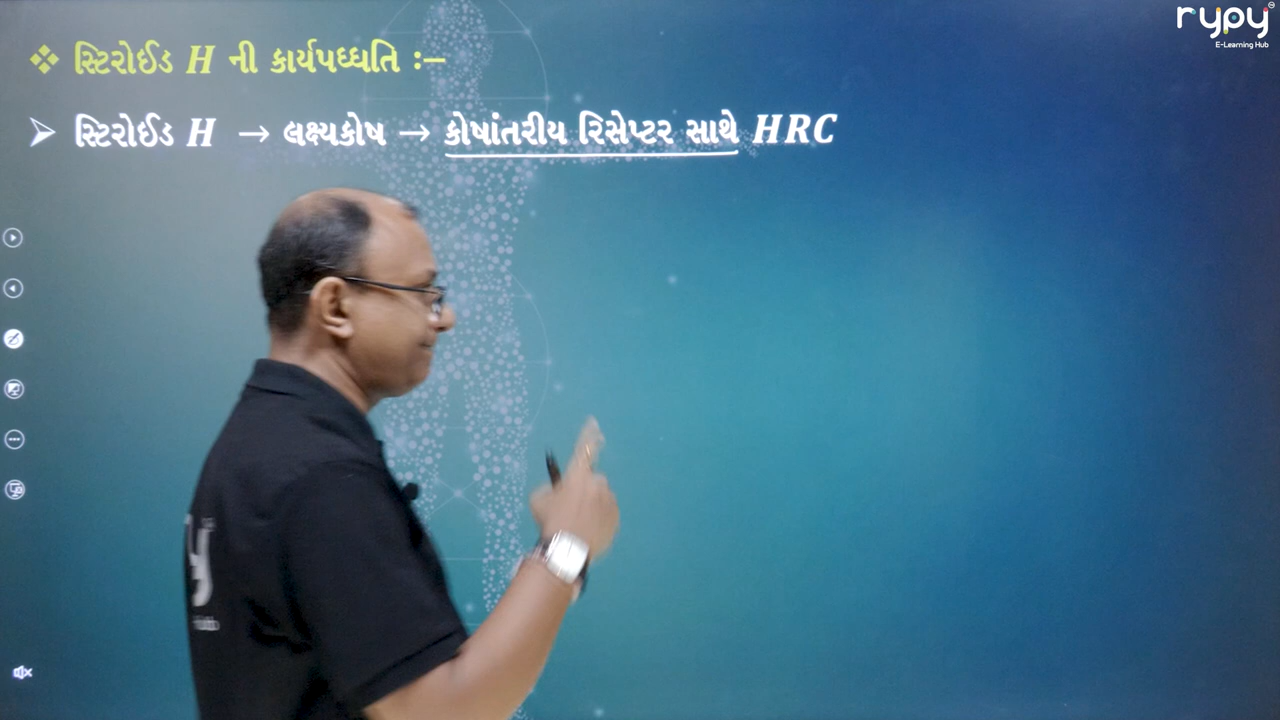 rypy
E-Learning Hub
❖ સ્ટિરોઈડ H ની કાર્યપધ્ધતિ :–
➢ સ્ટિરોઈડ H → લક્ષ્યકોષ → કોષાંતરીય રિસેપ્ટર સાથે HRC